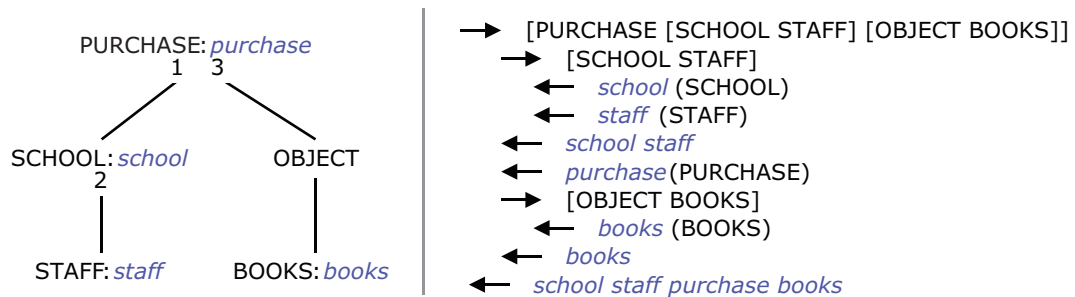 PURCHASE: purchase
1 3
SCHOOL: school OBJECT
2
STAFF: staff BOOKS: books
[PURCHASE [SCHOOL STAFF] [OBJECT BOOKS]]
[SCHOOL STAFF]
school (SCHOOL)
staff (STAFF)
school staff
purchase (PURCHASE)
[OBJECT BOOKS]
books (BOOKS)
books
school staff purchase books